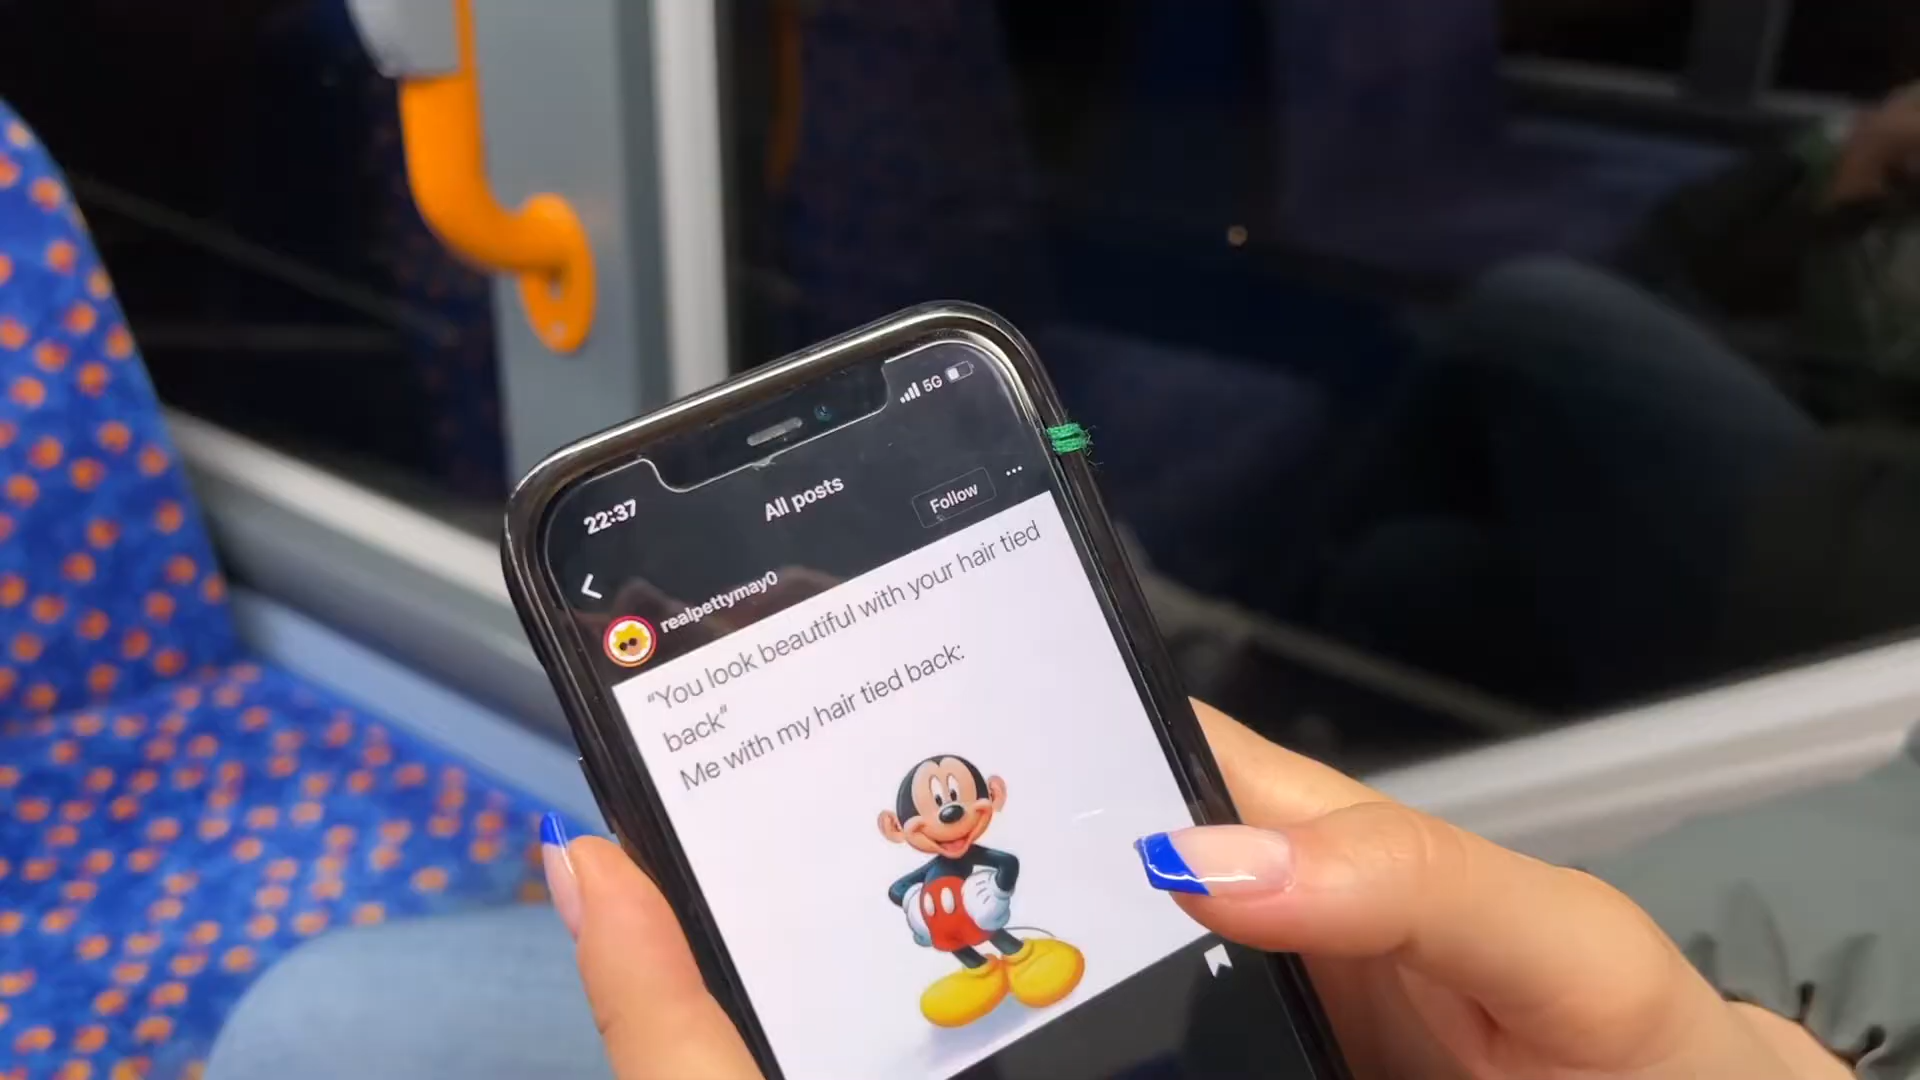 22:37
5G
All posts
Follow
realpettymay0
“You look beautiful with your hair tied
back“
Me with my hair tied back: